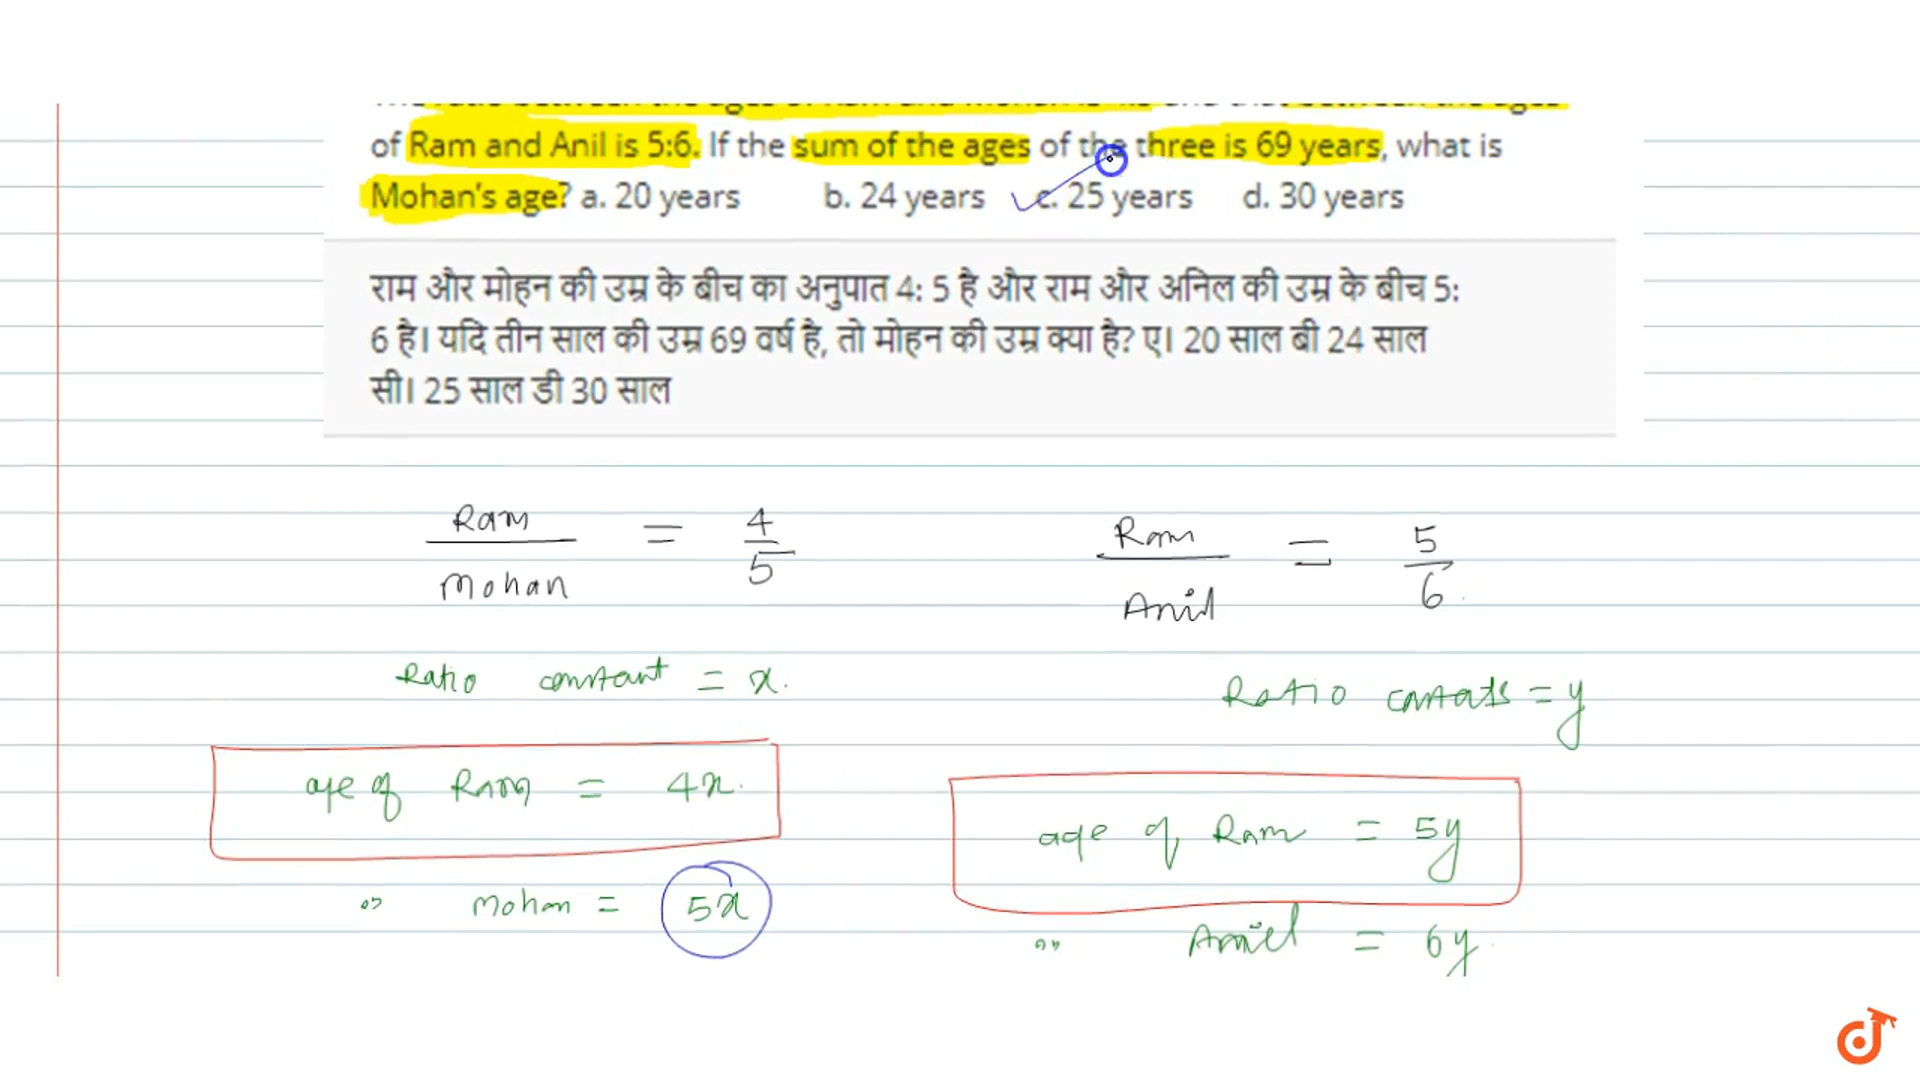 of Ram and Anil is 5:6. If the sum of the ages of the three is 69 years, what is
Mohan's age? a. 20 years b. 24 years c. 25 years d. 30 years
राम और मोहन की उम्र के बीच का अनुपात 4: 5 है और राम और अनिल की उम्र के बीच 5:
6 है। यदि तीन साल की उम्र 69 वर्ष है, तो मोहन की उम्र क्या है? ए। 20 साल बी 24 साल
सी। 25 साल डी 30 साल
Ram = 4
Mohan 5
Ram = 5
Anil 6
Ratio constant = x.
Ratio = y
age of Ram = 4x.
Mohan = 5x
age of Ram = 5y
Anil = 6y.